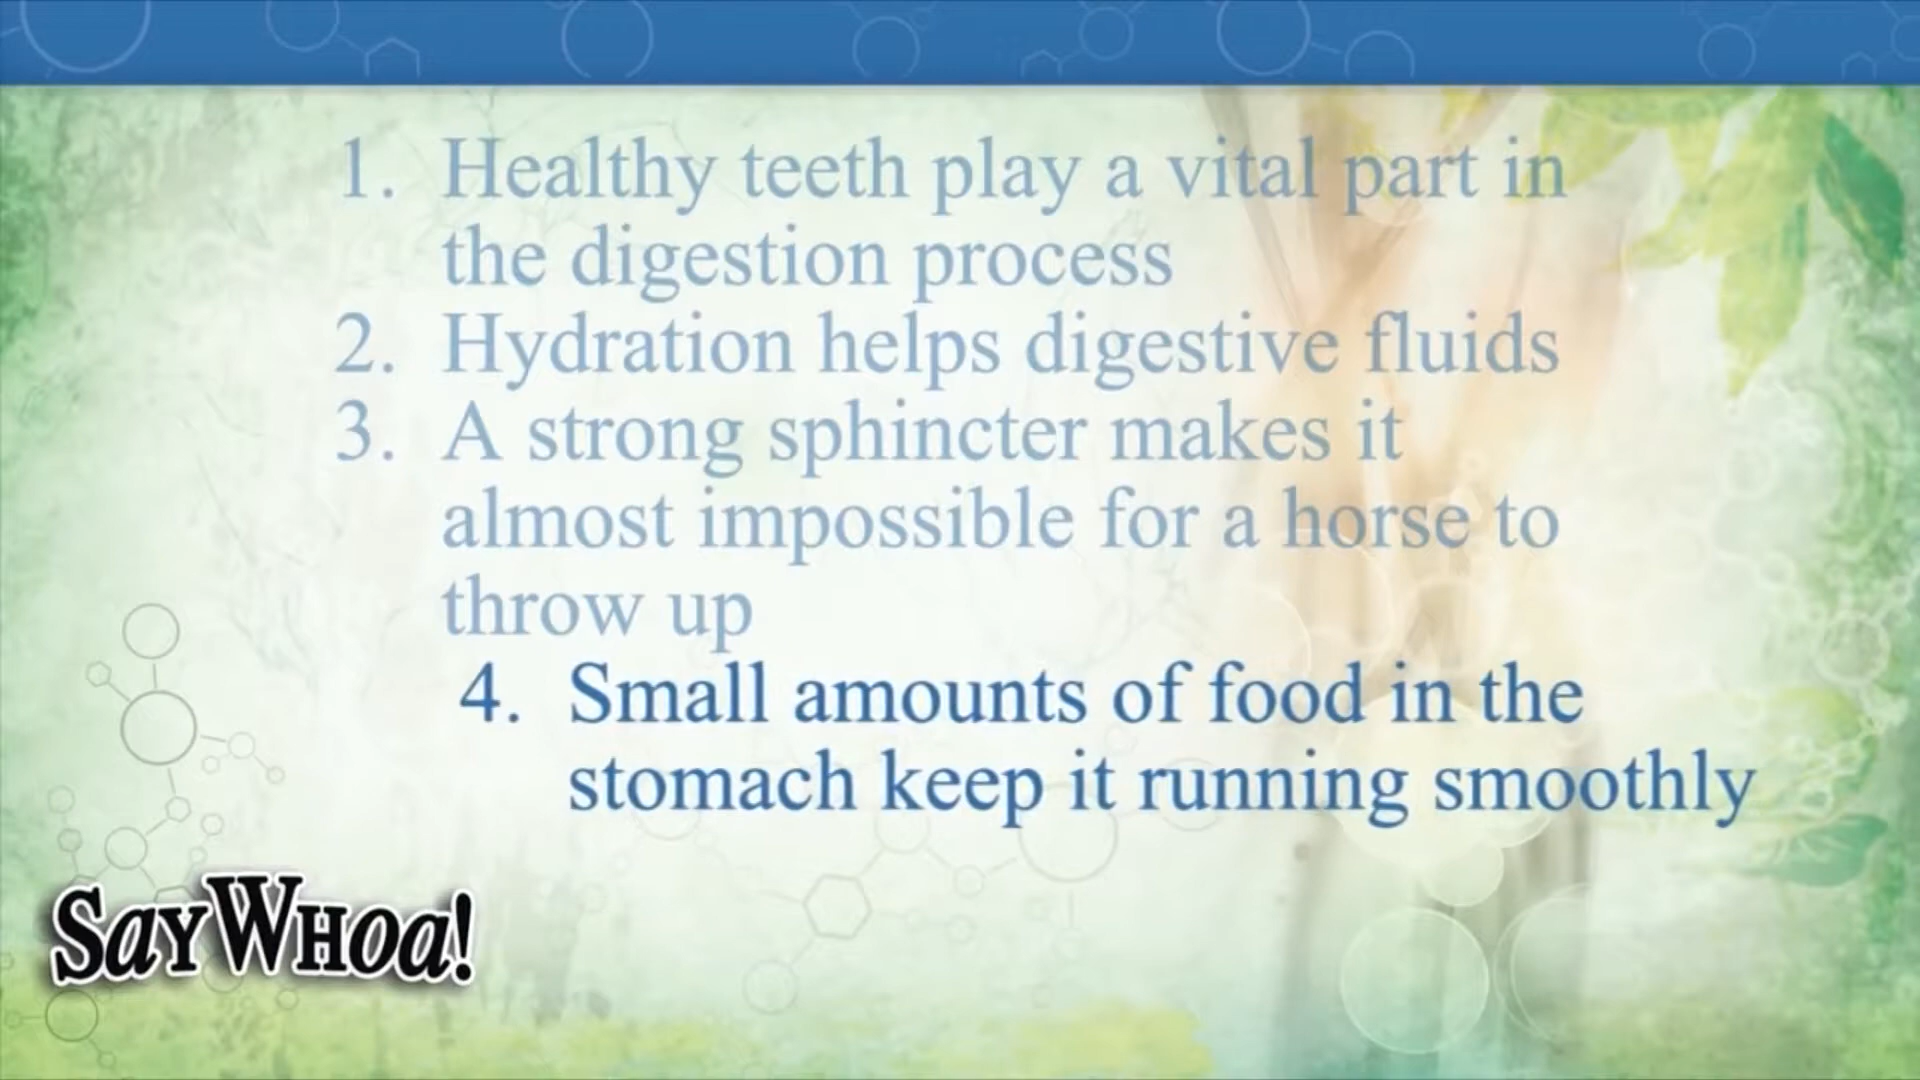 1. Healthy teeth play a vital part in
the digestion process
2. Hydration helps digestive fluids
3. A strong sphincter makes it
almost impossible for a horse to
throw up
4. Small amounts of food in the
stomach keep it running smoothly
SayWhoa!